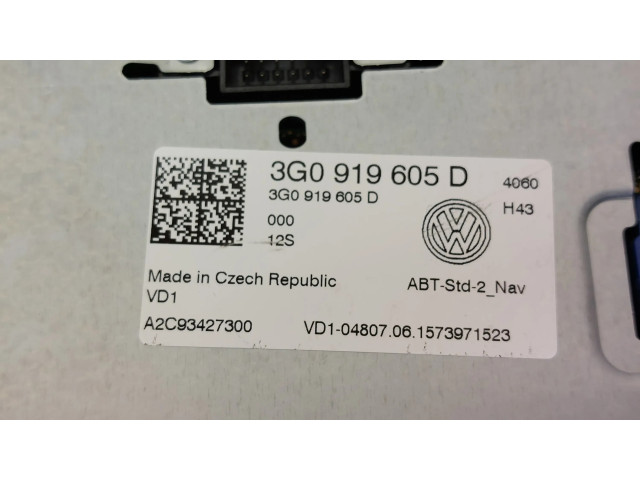 3G0 919 605 D
3G0 919 605 D
4060
H43
000
12S
Made in Czech Republic
VD1
ABT-Std-2_Nav
A2C93427300
VD1-04807.06.1573971523